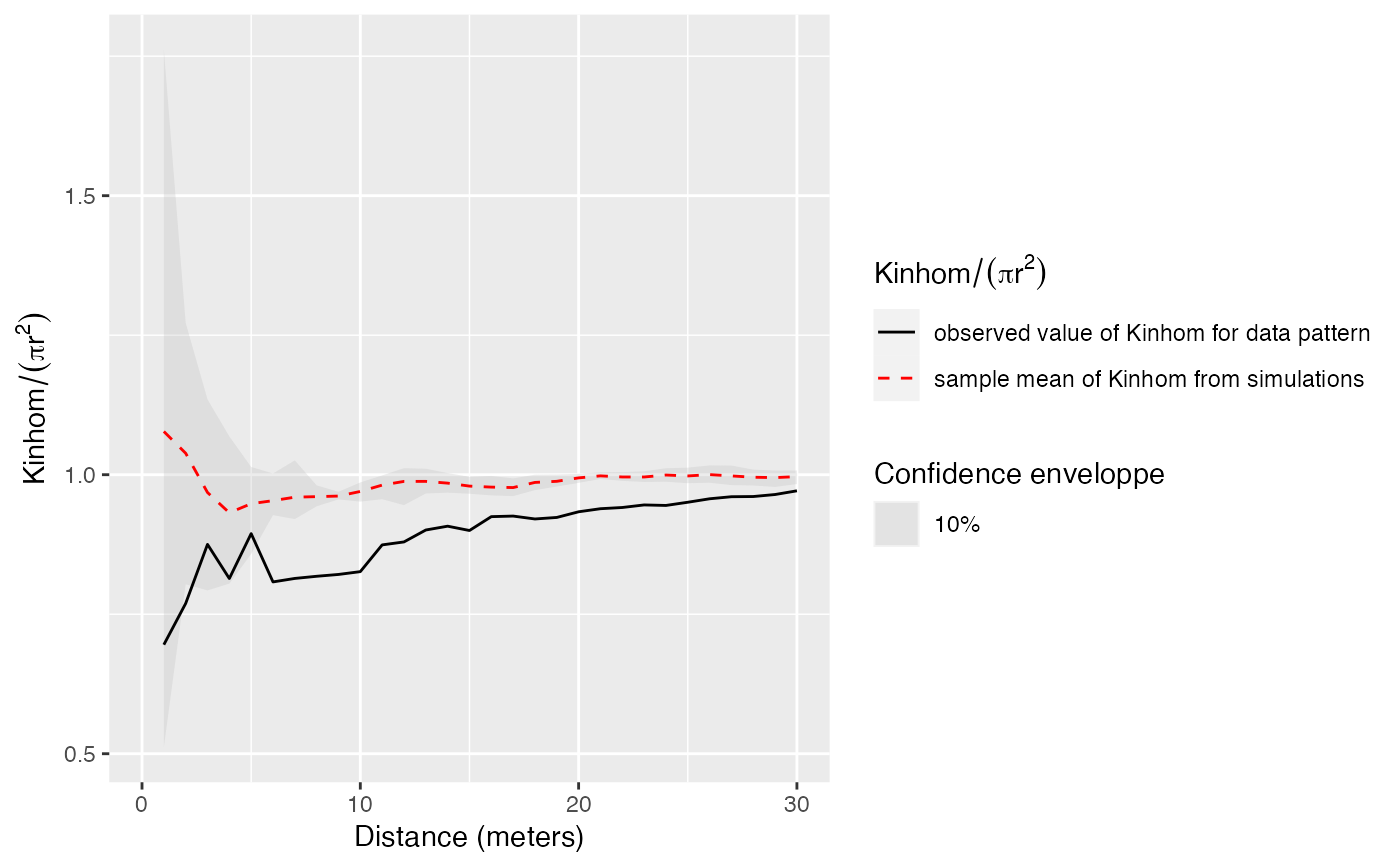 Kinhom/(πr²)
1.5
1.0
0.5
0 10 20 30
Distance (meters)
Kinhom/(πr²)
observed value of Kinhom for data pattern
sample mean of Kinhom from simulations
Confidence enveloppe
10%